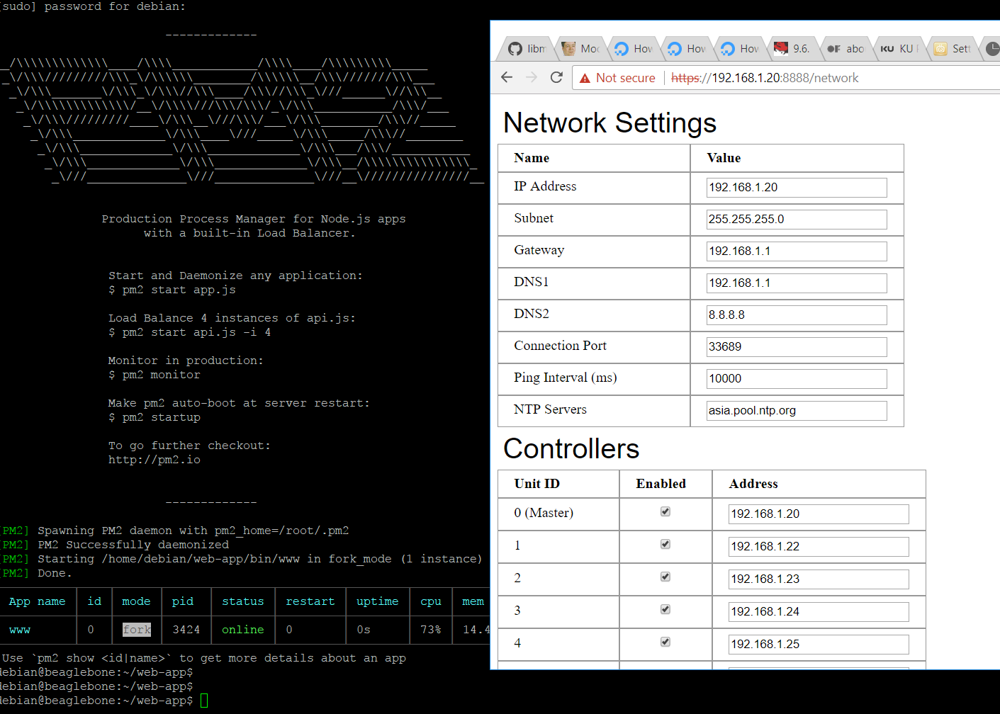 [sudo] password for debian:
-------------
Production Process Manager for Node.js apps
with a built-in Load Balancer.
Start and Daemonize any application:
$ pm2 start app.js
Load Balance 4 instances of api.js:
$ pm2 start api.js -i 4
Monitor in production:
$ pm2 monitor
Make pm2 auto-boot at server restart:
$ pm2 startup
To go further checkout:
http://pm2.io
-------------
[PM2] Spawning PM2 daemon with pm2_home=/root/.pm2
[PM2] PM2 Successfully daemonized
[PM2] Starting /home/debian/web-app/bin/www in fork_mode (1 instance)
[PM2] Done.
App name id mode pid status restart uptime cpu mem
www 0 fork 3424 online 0 0s 73% 14.4
Use `pm2 show <id|name>` to get more details about an app
debian@beaglebone:~/web-app$
debian@beaglebone:~/web-app$
debian@beaglebone:~/web-app$
libm Moc How How How 9.6. OF abo KU KU Sett
Not secure https://192.168.1.20:8888/network
Network Settings
Name Value
IP Address 192.168.1.20
Subnet 255.255.255.0
Gateway 192.168.1.1
DNS1 192.168.1.1
DNS2 8.8.8.8
Connection Port 33689
Ping Interval (ms) 10000
NTP Servers asia.pool.ntp.org
Controllers
Unit ID Enabled Address
0 (Master) 192.168.1.20
1 192.168.1.22
2 192.168.1.23
3 192.168.1.24
4 192.168.1.25